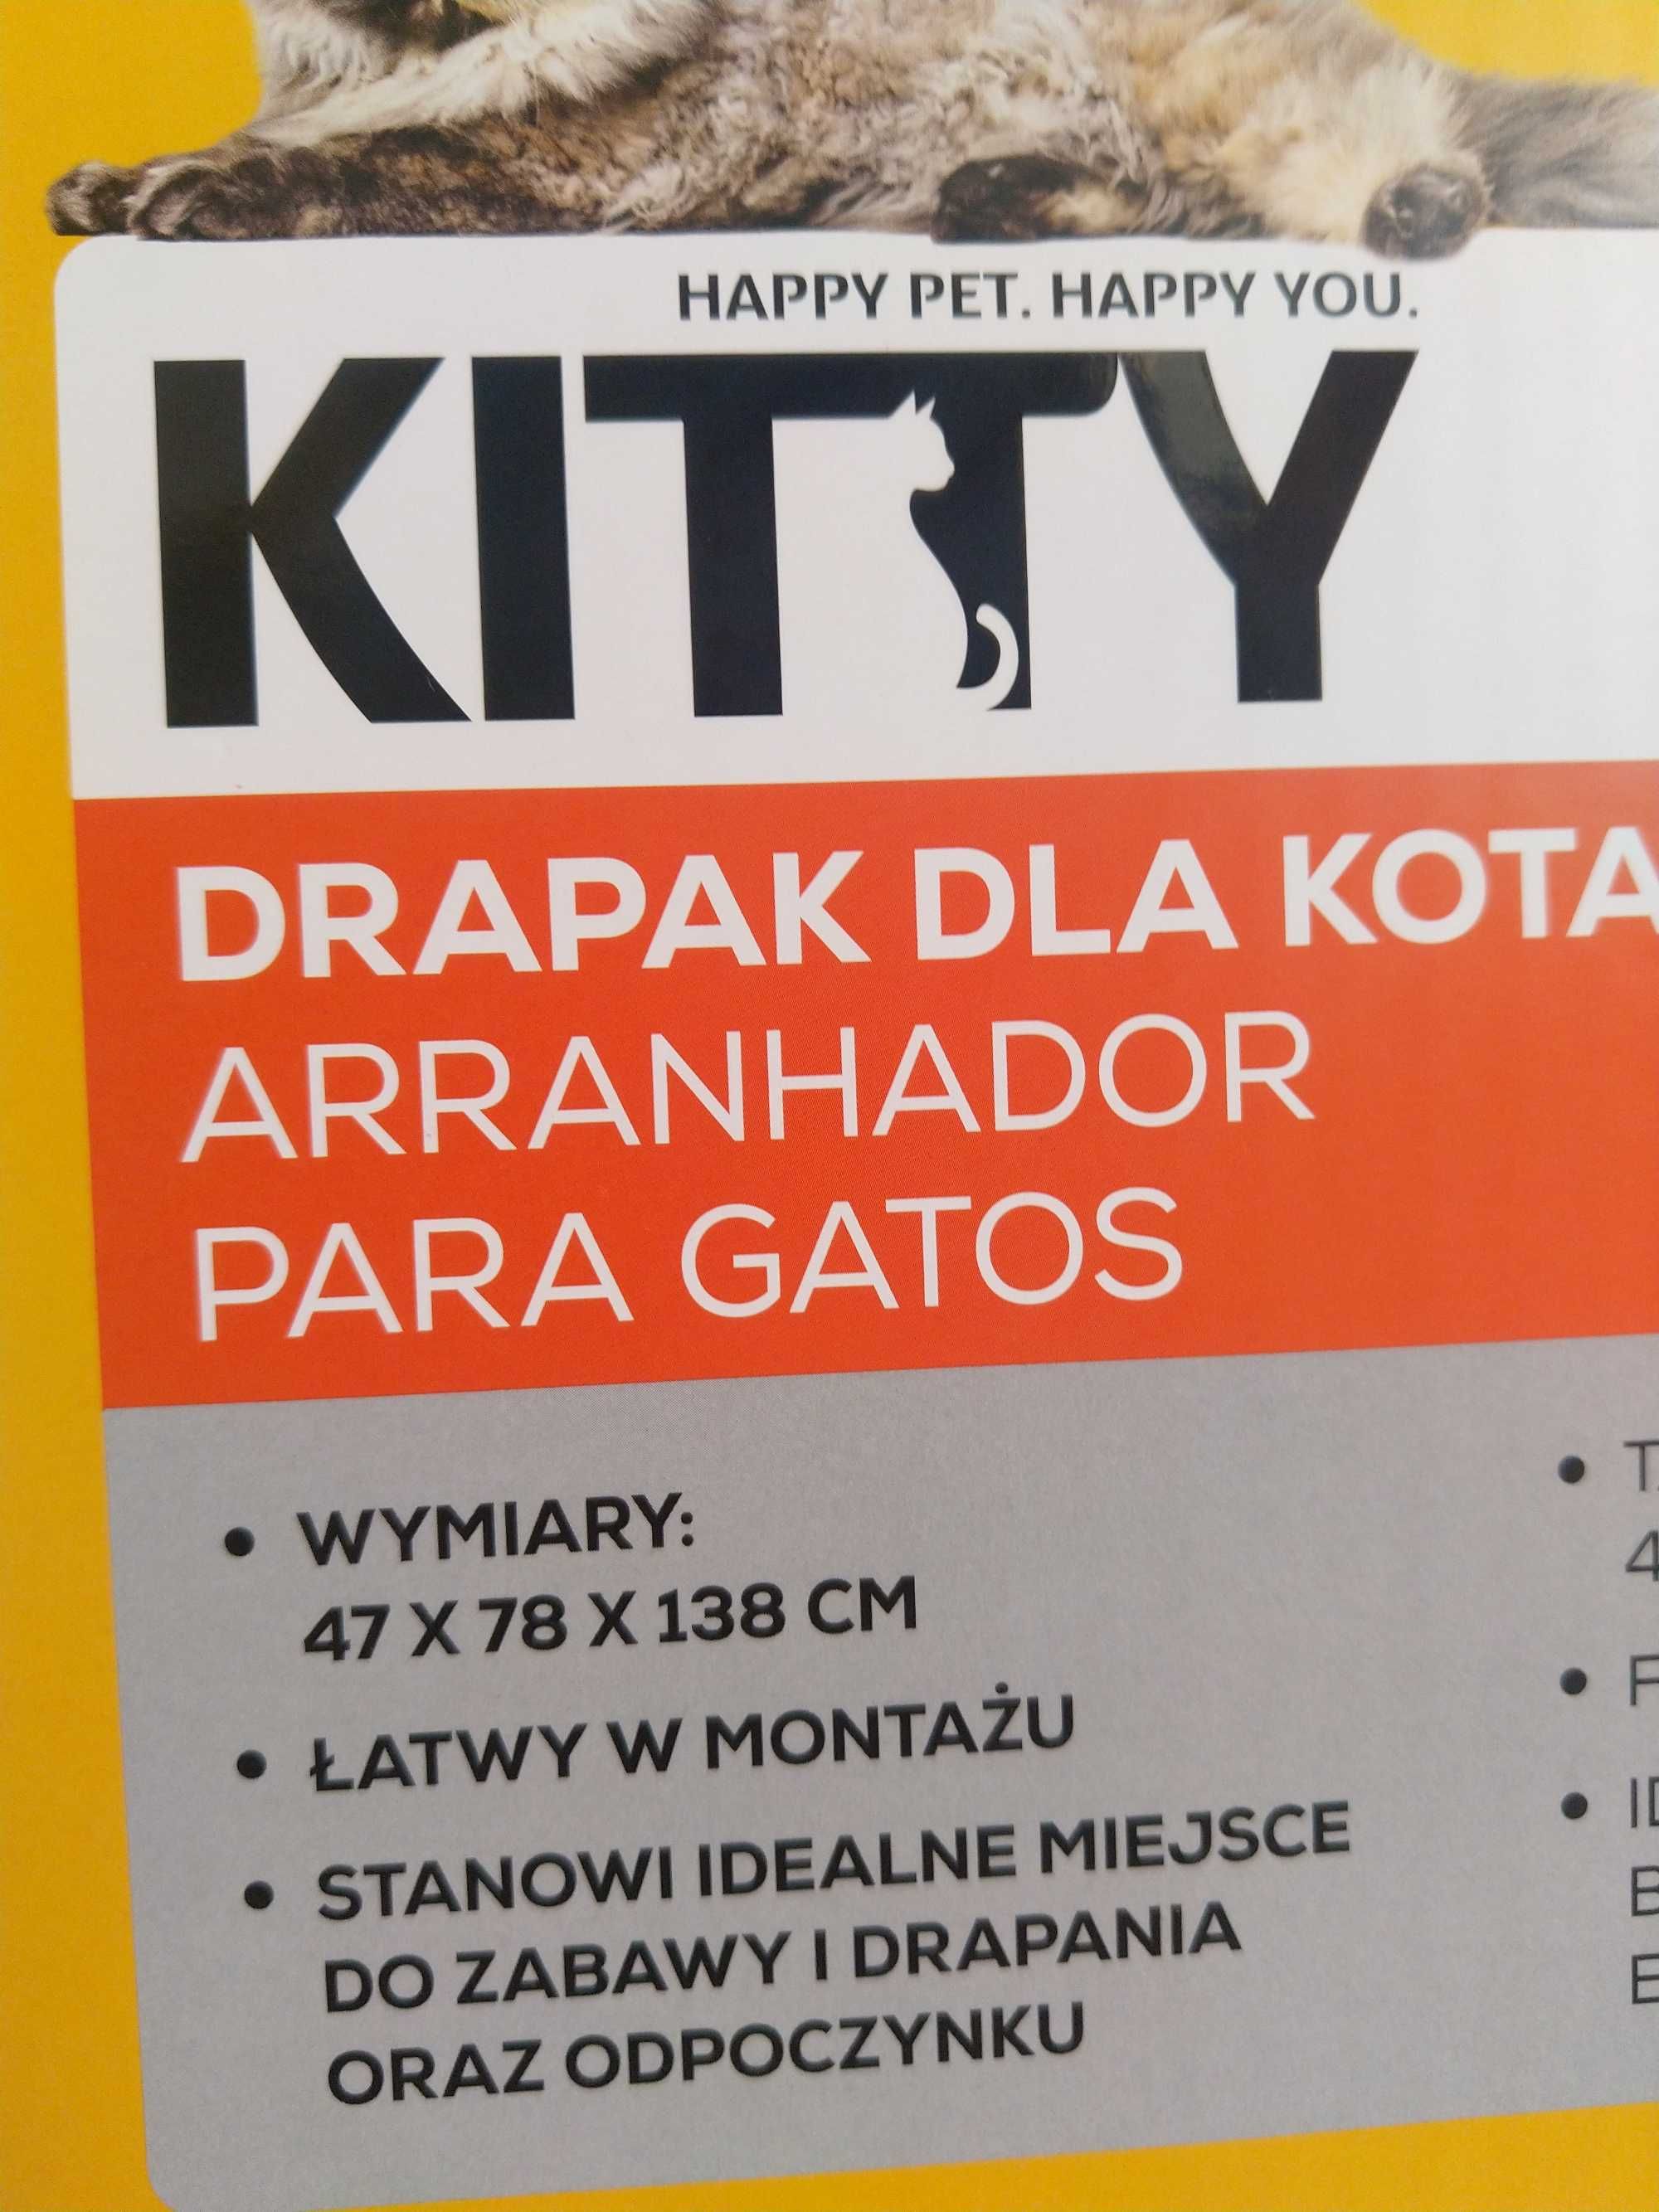 HAPPY PET. HAPPY YOU.
KITTY
DRAPAK DLA KOTA
ARRANHADOR
PARA GATOS
• WYMIARY:
47 X 78 X 138 CM
• ŁATWY W MONTAŻU
• STANOWI IDEALNE MIEJSCE
DO ZABAWY I DRAPANIA
ORAZ ODPOCZYNKU